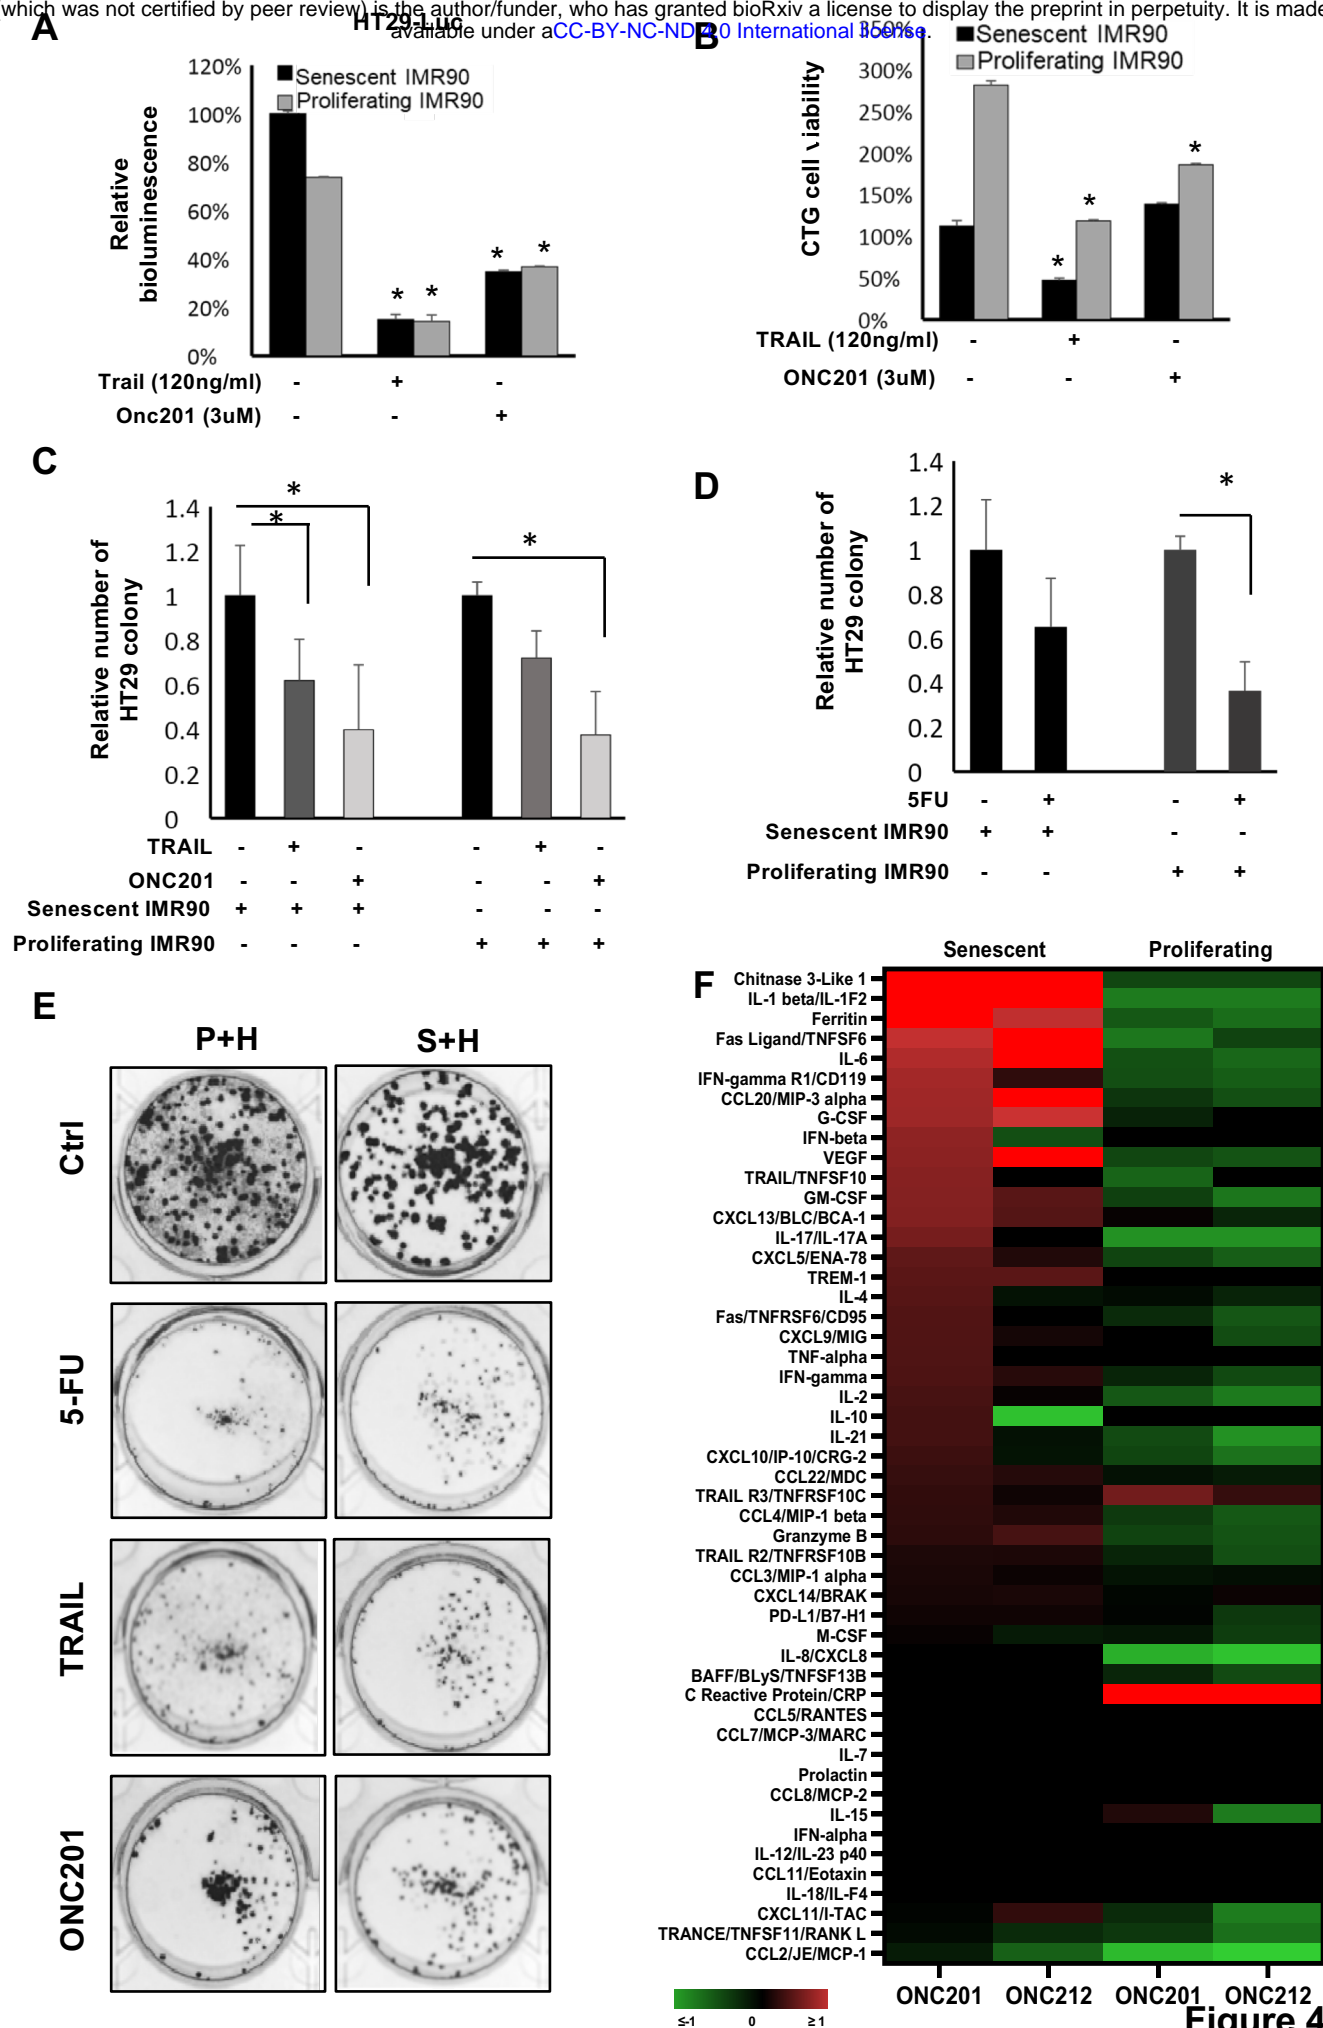 which was not certified by peer review) is the author/funder, who has granted bioRxiv a license to display the preprint in perpetuity. It is made
available under aCC-BY-NC-ND 4.0 International license.
A
HT29-Luc
Relative bioluminescence
120%
100%
80%
60%
40%
20%
0%
Senescent IMR90
Proliferating IMR90
* * * *
Trail (120ng/ml) - + -
Onc201 (3uM) - - +
B
CTG cell viability
350%
300%
250%
200%
150%
100%
50%
0%
Senescent IMR90
Proliferating IMR90
* * *
TRAIL (120ng/ml) - + -
ONC201 (3uM) - - +
C
Relative number of
HT29 colony
1.4
1.2
1
0.8
0.6
0.4
0.2
0
* * *
TRAIL - + - - + -
ONC201 - - + - - +
Senescent IMR90 + + + - - -
Proliferating IMR90 - - - + + +
D
Relative number of
HT29 colony
1.4
1.2
1
0.8
0.6
0.4
0.2
0
*
5FU - + - +
Senescent IMR90 + + - -
Proliferating IMR90 - - + +
E
P+H S+H
Ctrl
5-FU
TRAIL
ONC201
F
Senescent Proliferating
Chitnase 3-Like 1
IL-1 beta/IL-1F2
Ferritin
Fas Ligand/TNFSF6
IL-6
IFN-gamma R1/CD119
CCL20/MIP-3 alpha
G-CSF
IFN-beta
VEGF
TRAIL/TNFSF10
GM-CSF
CXCL13/BLC/BCA-1
IL-17/IL-17A
CXCL5/ENA-78
TREM-1
IL-4
Fas/TNFRSF6/CD95
CXCL9/MIG
TNF-alpha
IFN-gamma
IL-2
IL-10
IL-21
CXCL10/IP-10/CRG-2
CCL22/MDC
TRAIL R3/TNFRSF10C
CCL4/MIP-1 beta
Granzyme B
TRAIL R2/TNFRSF10B
CCL3/MIP-1 alpha
CXCL14/BRAK
PD-L1/B7-H1
M-CSF
IL-8/CXCL8
BAFF/BLyS/TNFSF13B
C Reactive Protein/CRP
CCL5/RANTES
CCL7/MCP-3/MARC
IL-7
Prolactin
CCL8/MCP-2
IL-15
IFN-alpha
IL-12/IL-23 p40
CCL11/Eotaxin
IL-18/IL-F4
CXCL11/I-TAC
TRANCE/TNFSF11/RANK L
CCL2/JE/MCP-1
ONC201 ONC212 ONC201 ONC212
≤-1 0 ≥1
Figure 4